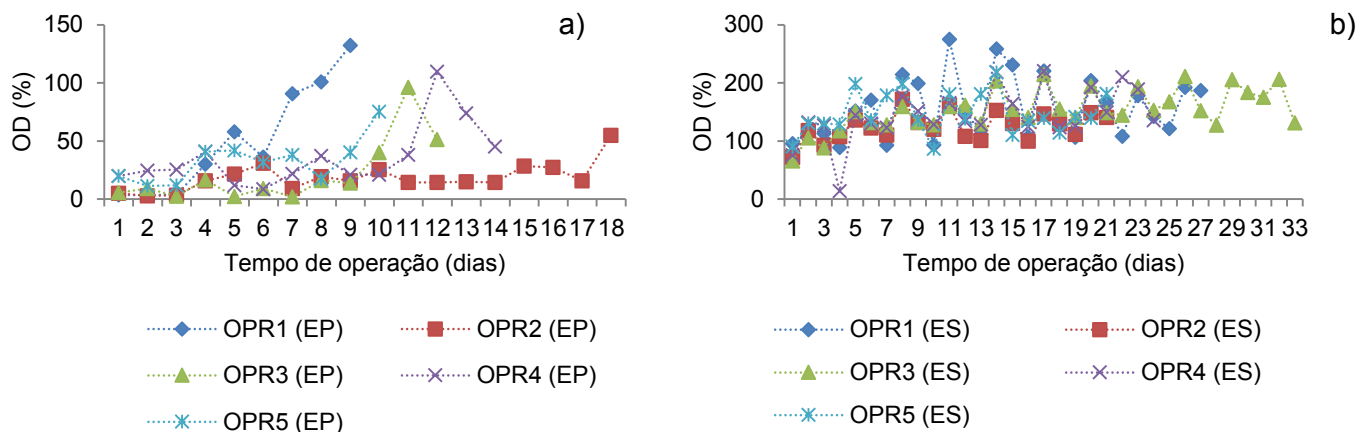 a)
OD (%)
150
100
50
0
1 2 3 4 5 6 7 8 9 10 11 12 13 14 15 16 17 18
Tempo de operação (dias)
OPR1 (EP) OPR2 (EP)
OPR3 (EP) OPR4 (EP)
OPR5 (EP)
b)
OD (%)
300
200
100
0
1 3 5 7 9 11 13 15 17 19 21 23 25 27 29 31 33
Tempo de operação (dias)
OPR1 (ES) OPR2 (ES)
OPR3 (ES) OPR4 (ES)
OPR5 (ES)